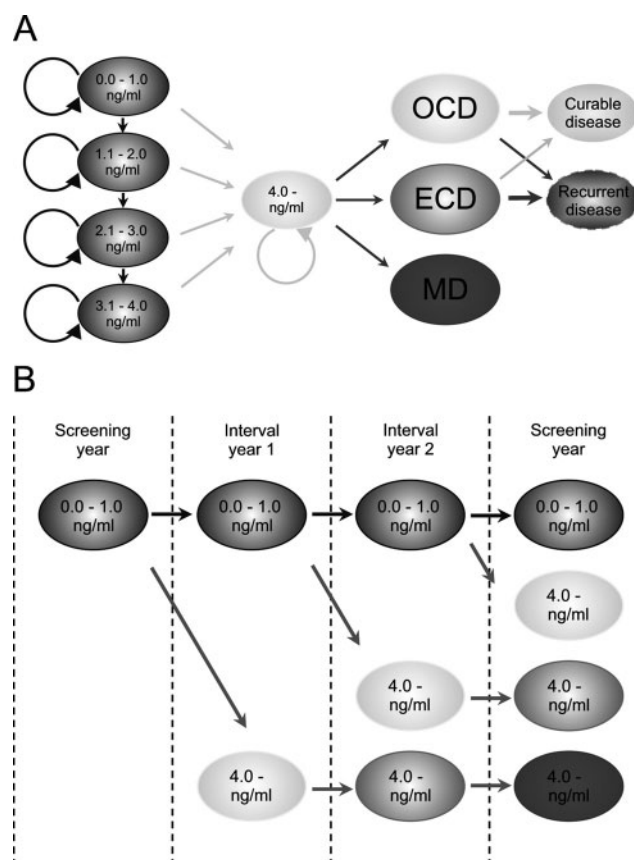 A
0.0 - 1.0
ng/ml
1.1 - 2.0
ng/ml
2.1 - 3.0
ng/ml
3.1 - 4.0
ng/ml
4.0 -
ng/ml
OCD
ECD
MD
Curable
disease
Recurrent
disease
B
Screening
year
Interval
year 1
Interval
year 2
Screening
year
0.0 - 1.0
ng/ml
0.0 - 1.0
ng/ml
0.0 - 1.0
ng/ml
0.0 - 1.0
ng/ml
4.0 -
ng/ml
4.0 -
ng/ml
4.0 -
ng/ml
4.0 -
ng/ml
4.0 -
ng/ml
4.0 -
ng/ml